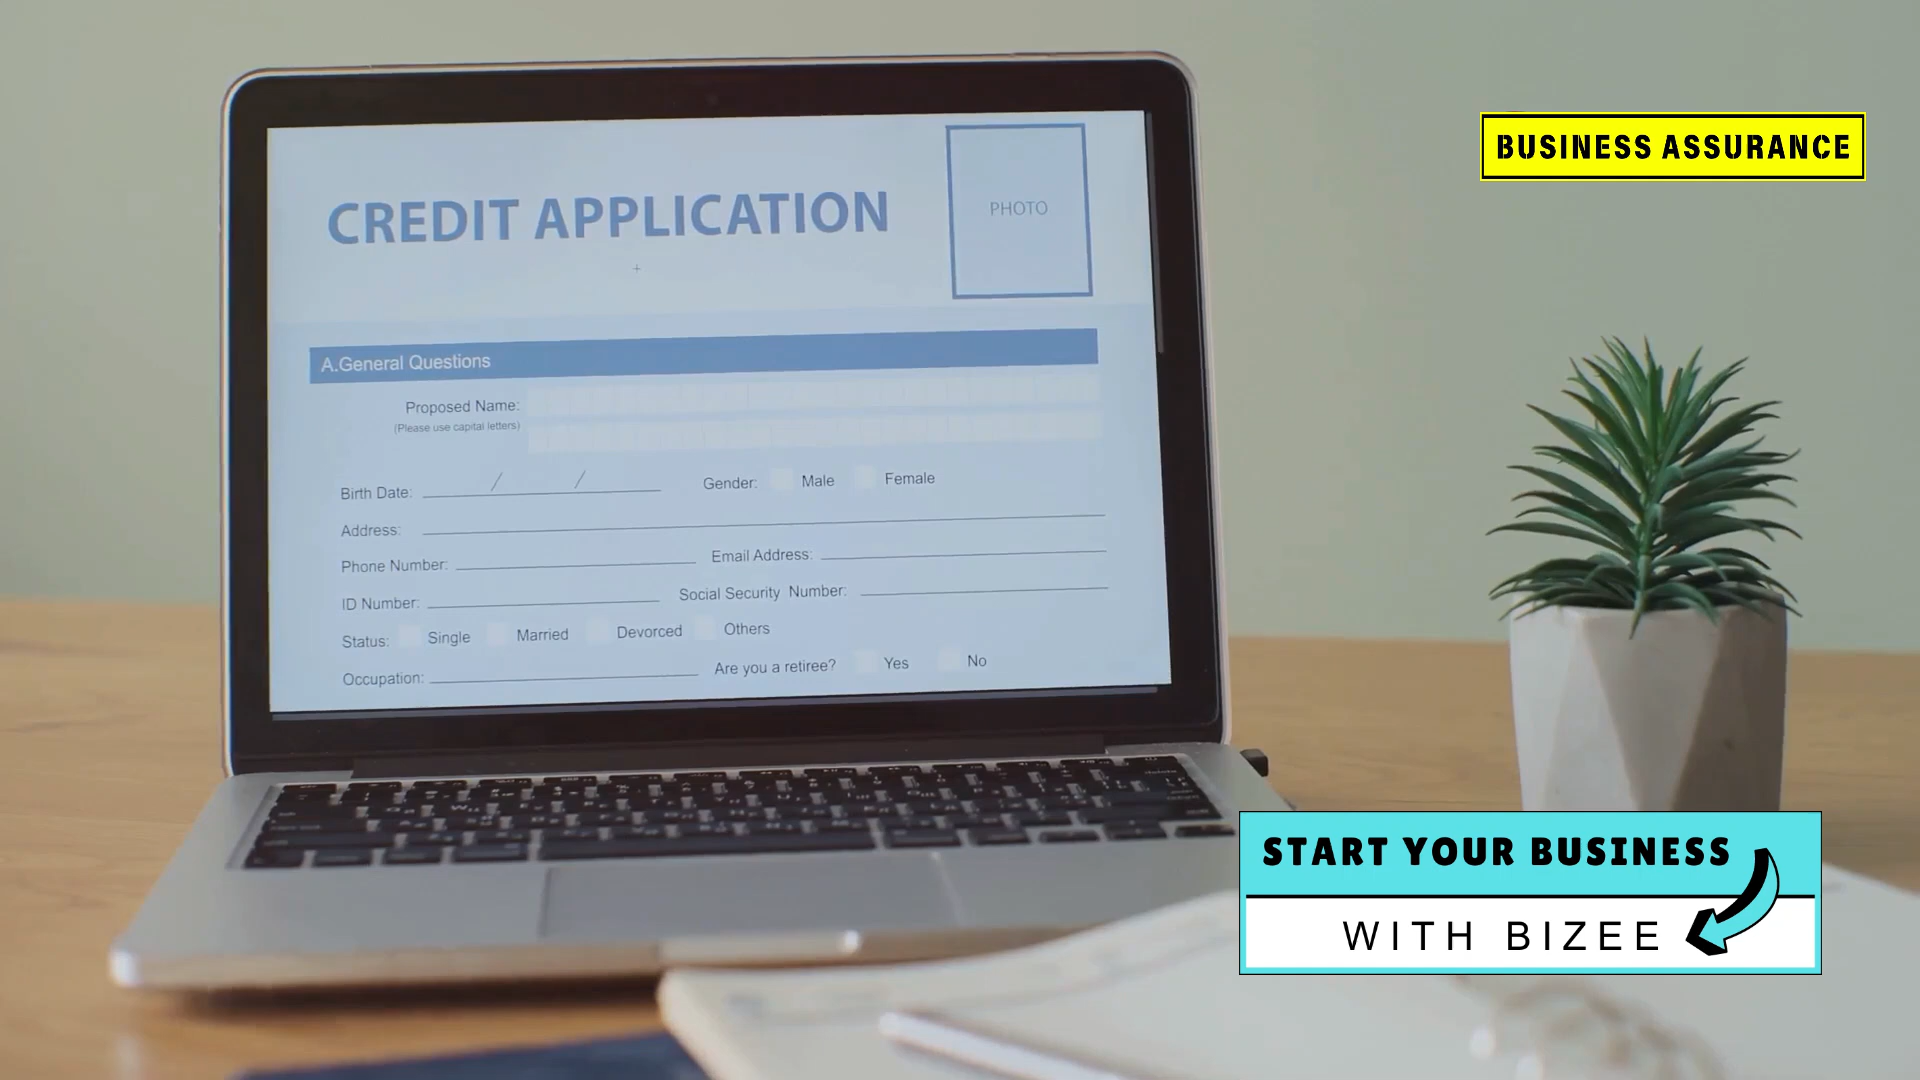 BUSINESS ASSURANCE
CREDIT APPLICATION
PHOTO
A.General Questions
Proposed Name:
(Please use capital letters)
Birth Date: / / Gender: Male Female
Address:
Phone Number: Email Address:
ID Number: Social Security Number:
Status: Single Married Devorced Others
Occupation: Are you a retiree? Yes No
START YOUR BUSINESS
WITH BIZEE